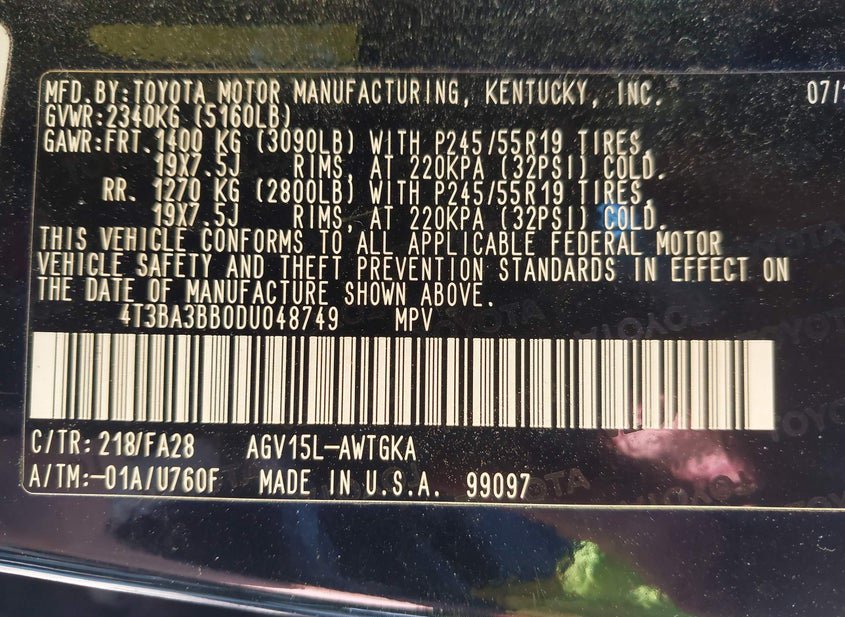 MFD.BY:TOYOTA MOTOR MANUFACTURING, KENTUCKY, INC. 07/1
GVWR:2340KG (5160LB)
GAWR:FRT.1400 KG (3090LB) WITH P245/55R19 TIRES,
19X7.5J RIMS, AT 220KPA (32PSI) COLD.
RR. 1270 KG (2800LB) WITH P245/55R19 TIRES,
19X7.5J RIMS, AT 220KPA (32PSI) COLD.
THIS VEHICLE CONFORMS TO ALL APPLICABLE FEDERAL MOTOR
VEHICLE SAFETY AND THEFT PREVENTION STANDARDS IN EFFECT ON
THE DATE OF MANUFACTURE SHOWN ABOVE.
4T3BA3BB0DU048749 MPV
C/TR:218/FA28 AGV15L-AWTGKA
A/TM:-01A/U760F MADE IN U.S.A. 99097